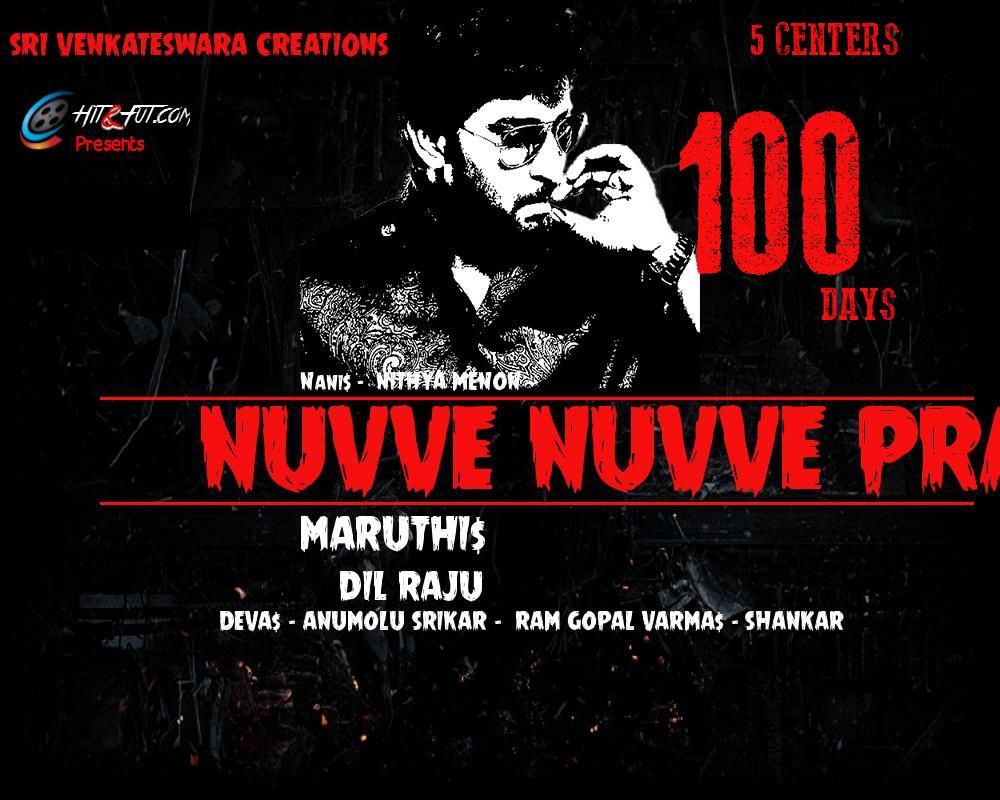 SRI VENKATESWARA CREATIONS
5 CENTERS
HIT&FUT.COM
Presents
100
DAYS
NANI$ - NITHYA MENON -
NUVVE NUVVE PRA
MARUTHI$
DIL RAJU
DEVA$ - ANUMOLU SRIKAR - RAM GOPAL VARMA$ - SHANKAR